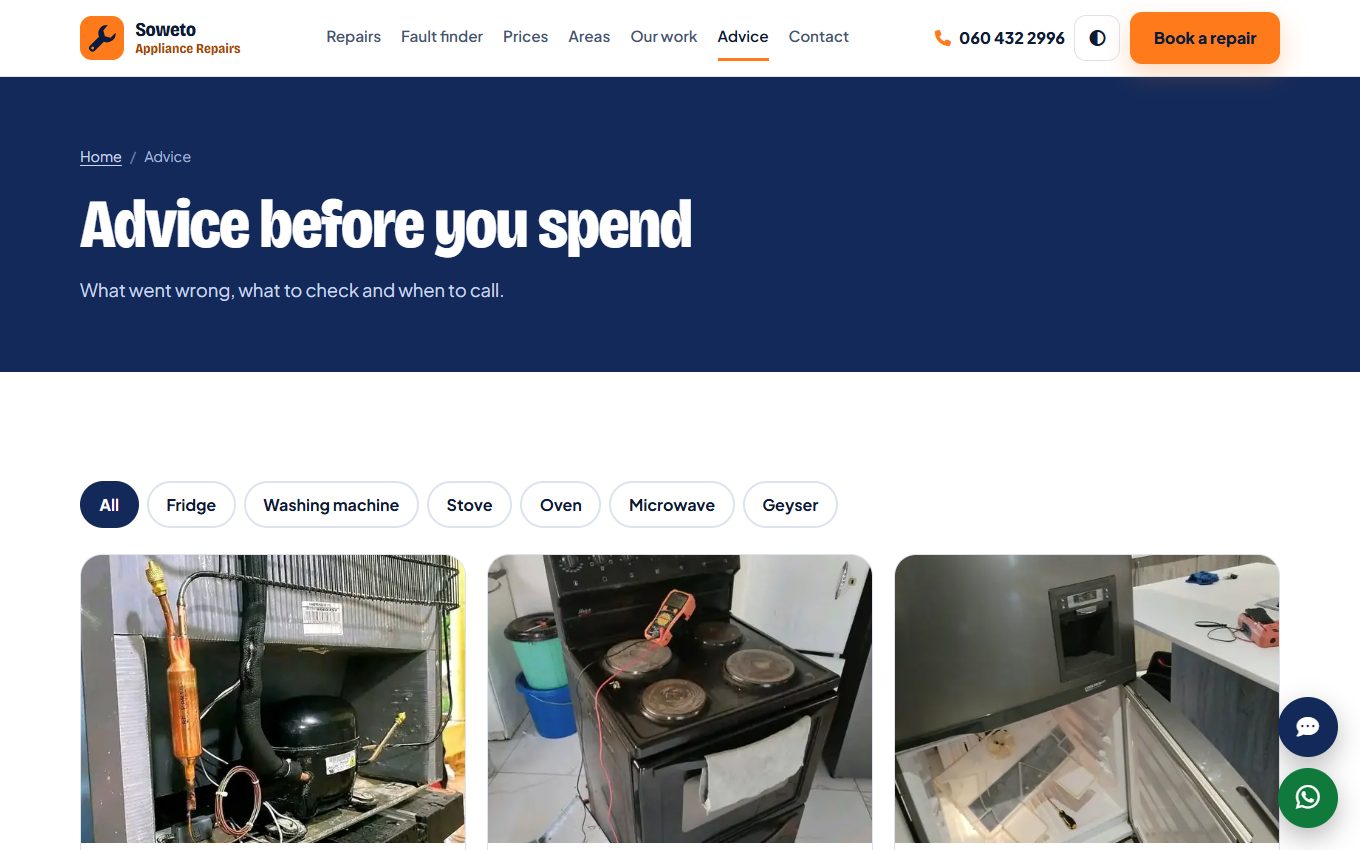 Soweto
Appliance Repairs
Repairs
Fault finder
Prices
Areas
Our work
Advice
Contact
060 432 2996
Book a repair
Home / Advice
Advice before you spend
What went wrong, what to check and when to call.
All
Fridge
Washing machine
Stove
Oven
Microwave
Geyser